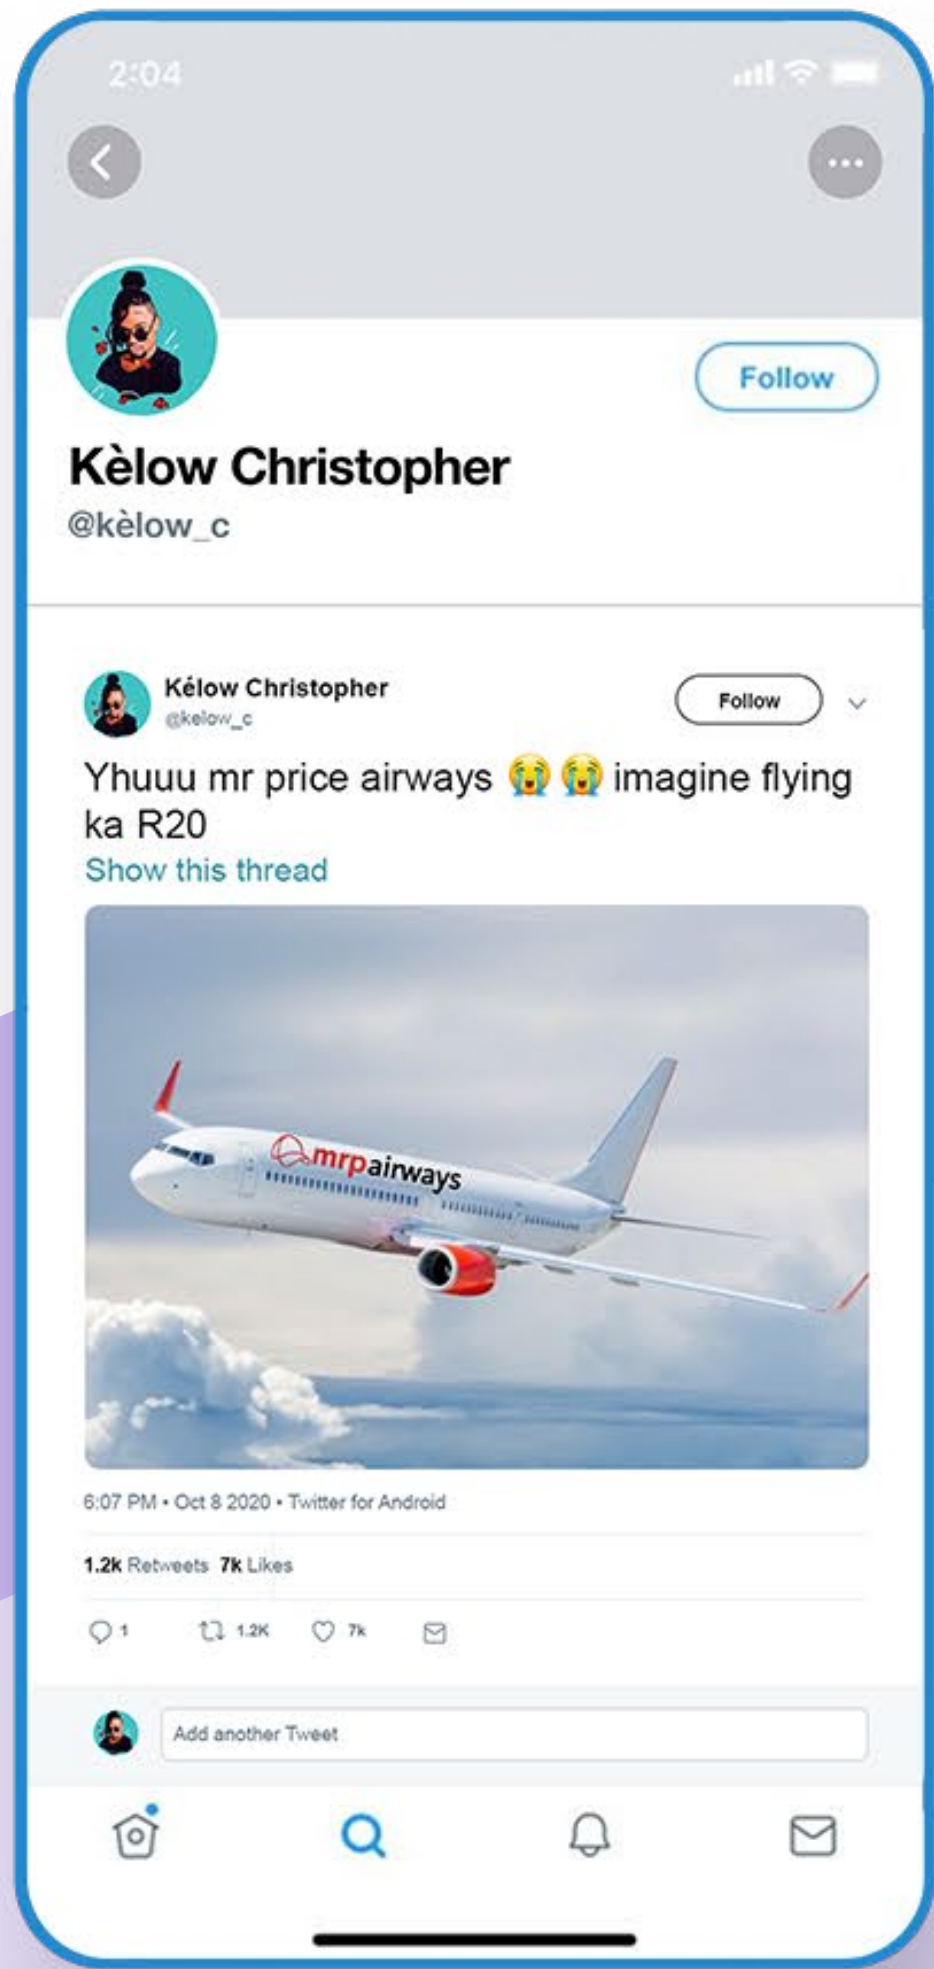 2:04
Follow
Kèlow Christopher
@kèlow_c
Kélow Christopher
@kelow_c
Follow
Yhuuu mr price airways 😭 😭 imagine flying
ka R20
Show this thread
mrpairways
6:07 PM • Oct 8 2020 • Twitter for Android
1.2k Retweets 7k Likes
1 1.2K 7k
Add another Tweet